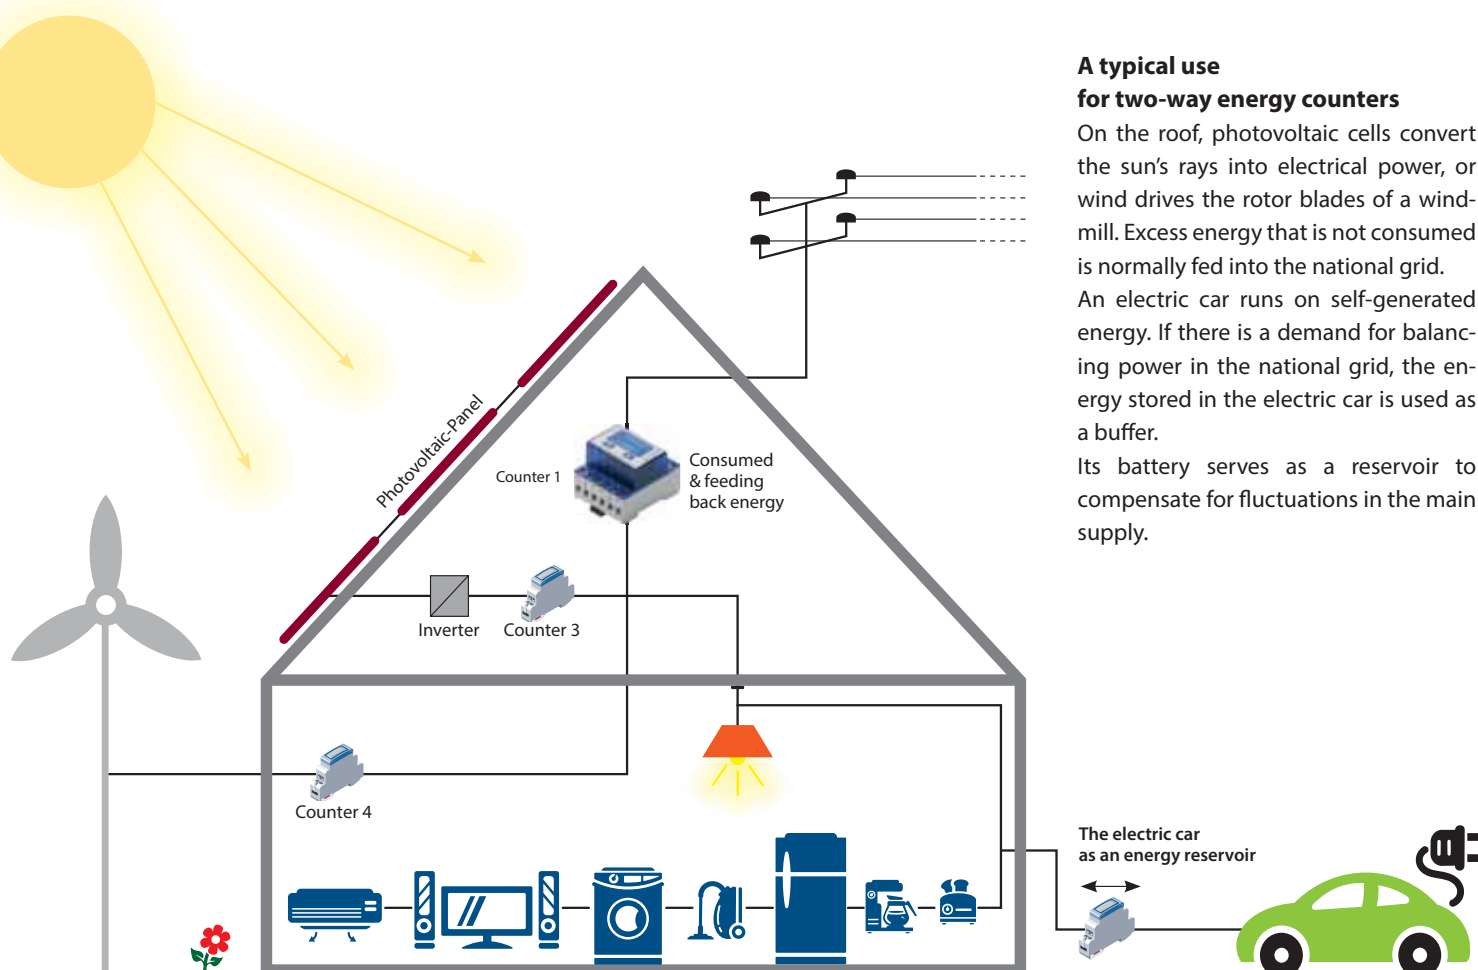 A typical use
for two-way energy counters
On the roof, photovoltaic cells convert
the sun’s rays into electrical power, or
wind drives the rotor blades of a wind-
mill. Excess energy that is not consumed
is normally fed into the national grid.
An electric car runs on self-generated
energy. If there is a demand for balanc-
ing power in the national grid, the en-
ergy stored in the electric car is used as
a buffer.
Its battery serves as a reservoir to
compensate for fluctuations in the main
supply.
Photovoltaic-Panel
Counter 1
Consumed
& feeding
back energy
Inverter
Counter 3
Counter 4
The electric car
as an energy reservoir